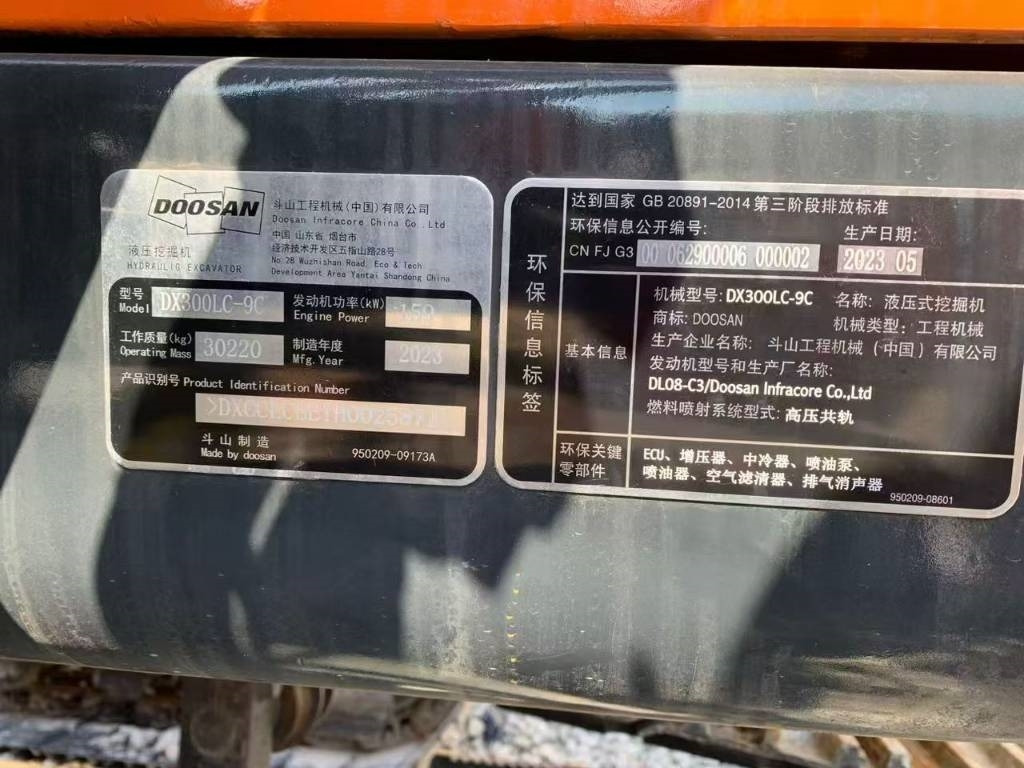 DOOSAN
斗山工程机械(中国)有限公司
Doosan Infracore China Co.,Ltd
中国 山东省 烟台市
经济技术开发区五指山路28号
No.28 Wuzhishan Road, Eco & Tech
Development Area Yantai Shandong China
液压挖掘机
HYDRAULIG EXCAVATOR
型号 Model DX300LC-9C
发动机功率(kW) Engine Power 159
工作质量(kg) Operating Mass 30220
制造年度 Mfg.Year 2023
产品识别号 Product Identification Number
斗山制造
Made by doosan
950209-09173A
环保信息标签
达到国家 GB 20891-2014 第三阶段排放标准
环保信息公开编号:
生产日期:
CN FJ G3 00 062900006 000002
2023 05
基本信息
机械型号: DX300LC-9C 名称: 液压式挖掘机
商标: DOOSAN 机械类型: 工程机械
生产企业名称: 斗山工程机械(中国)有限公司
发动机型号和生产厂名称:
DL08-C3/Doosan Infracore Co.,Ltd
燃料喷射系统型式: 高压共轨
环保关键零部件
ECU、增压器、中冷器、喷油泵、
喷油器、空气滤清器、排气消声器
950209-08601